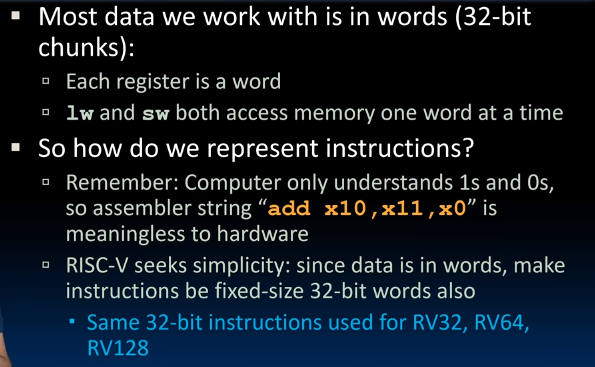 ▪ Most data we work with is in words (32-bit
chunks):
▫ Each register is a word
▫ lw and sw both access memory one word at a time
▪ So how do we represent instructions?
▫ Remember: Computer only understands 1s and 0s,
so assembler string “add x10,x11,x0” is
meaningless to hardware
▫ RISC-V seeks simplicity: since data is in words, make
instructions be fixed-size 32-bit words also
▪ Same 32-bit instructions used for RV32, RV64,
RV128